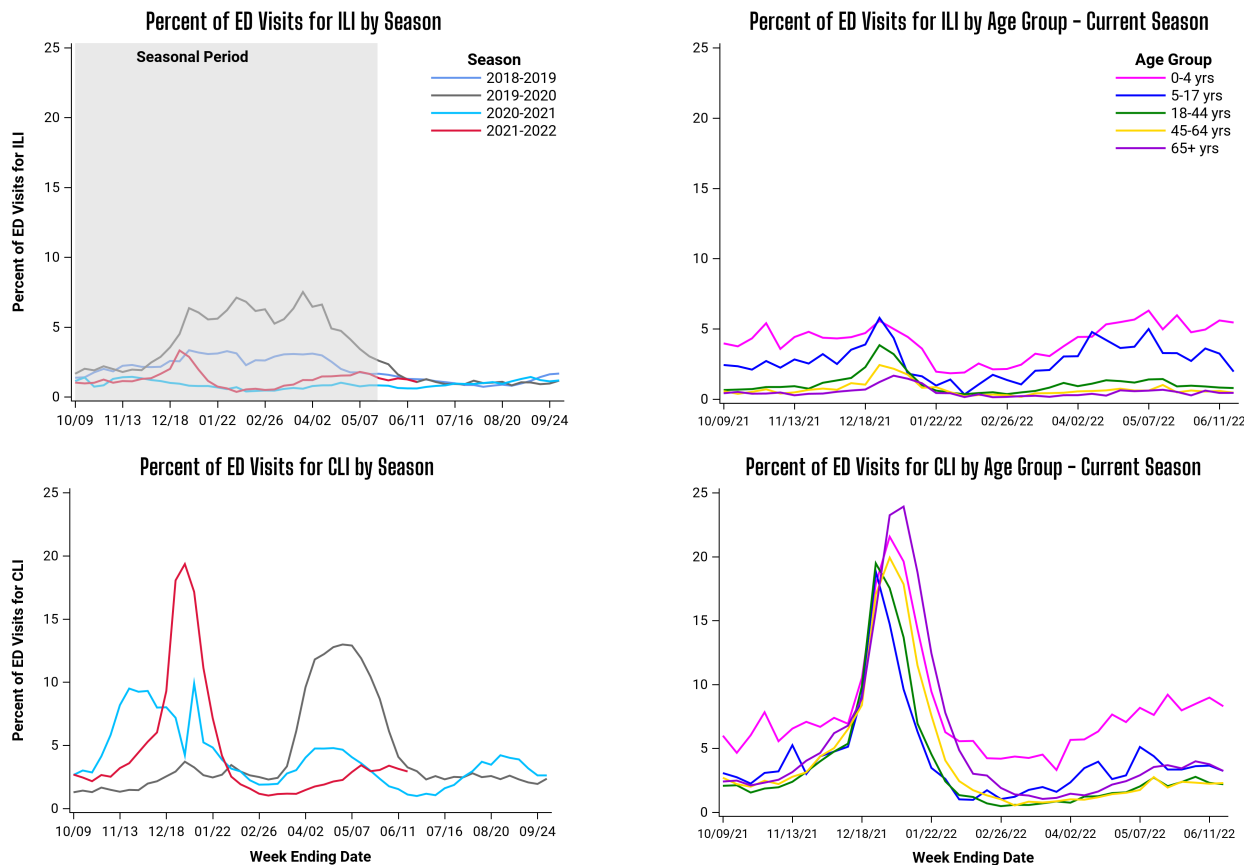 Percent of ED Visits for ILI by Season
Percent of ED Visits for ILI
25
20
15
10
5
0
Seasonal Period
Season
2018-2019
2019-2020
2020-2021
2021-2022
10/09 11/13 12/18 01/22 02/26 04/02 05/07 06/11 07/16 08/20 09/24
Percent of ED Visits for ILI by Age Group - Current Season
25
20
15
10
5
0
Age Group
0-4 yrs
5-17 yrs
18-44 yrs
45-64 yrs
65+ yrs
10/09/21 11/13/21 12/18/21 01/22/22 02/26/22 04/02/22 05/07/22 06/11/22
Percent of ED Visits for CLI by Season
Percent of ED Visits for CLI
25
20
15
10
5
0
10/09 11/13 12/18 01/22 02/26 04/02 05/07 06/11 07/16 08/20 09/24
Week Ending Date
Percent of ED Visits for CLI by Age Group - Current Season
25
20
15
10
5
0
10/09/21 11/13/21 12/18/21 01/22/22 02/26/22 04/02/22 05/07/22 06/11/22
Week Ending Date